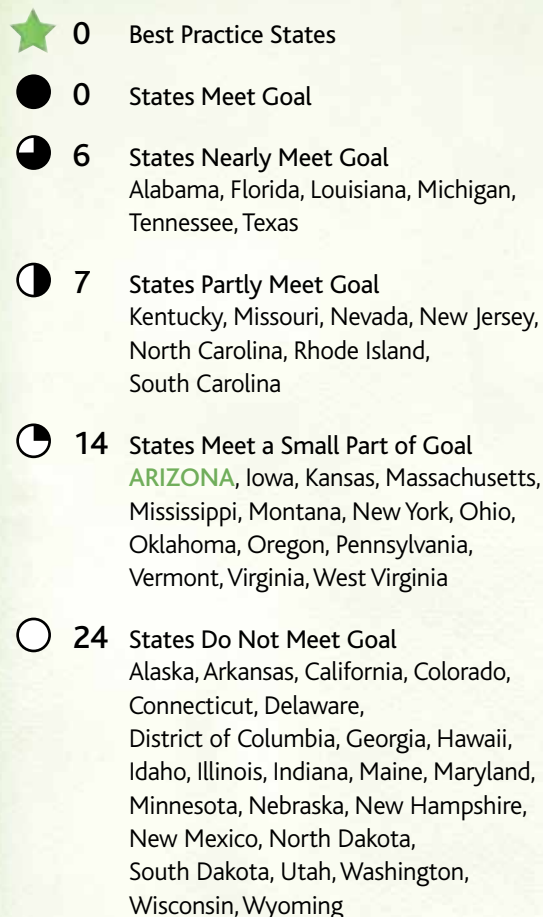 0 Best Practice States
0 States Meet Goal
6 States Nearly Meet Goal
Alabama, Florida, Louisiana, Michigan,
Tennessee, Texas
7 States Partly Meet Goal
Kentucky, Missouri, Nevada, New Jersey,
North Carolina, Rhode Island,
South Carolina
14 States Meet a Small Part of Goal
ARIZONA, Iowa, Kansas, Massachusetts,
Mississippi, Montana, New York, Ohio,
Oklahoma, Oregon, Pennsylvania,
Vermont, Virginia, West Virginia
24 States Do Not Meet Goal
Alaska, Arkansas, California, Colorado,
Connecticut, Delaware,
District of Columbia, Georgia, Hawaii,
Idaho, Illinois, Indiana, Maine, Maryland,
Minnesota, Nebraska, New Hampshire,
New Mexico, North Dakota,
South Dakota, Utah, Washington,
Wisconsin, Wyoming